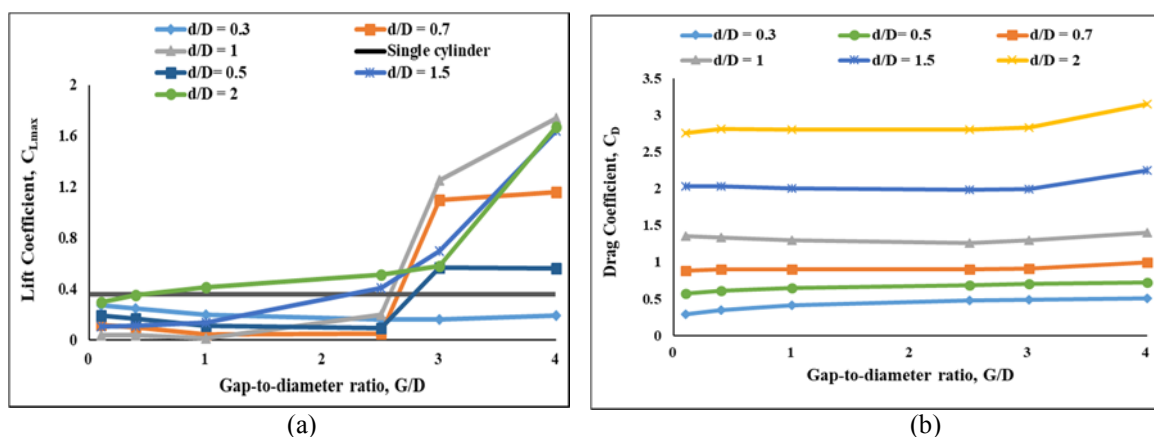 d/D = 0.3 d/D = 0.7
d/D = 1 Single cylinder
d/D= 0.5 d/D = 1.5
d/D = 2
Lift Coefficient, CLmax
2
1.6
1.2
0.8
0.4
0
0 1 2 3 4
Gap-to-diameter ratio, G/D
(a)
d/D = 0.3 d/D= 0.5 d/D = 0.7
d/D = 1 d/D = 1.5 d/D = 2
Drag Coefficient, CD
3.5
3
2.5
2
1.5
1
0.5
0
0 1 2 3 4
Gap-to-diameter ratio, G/D
(b)